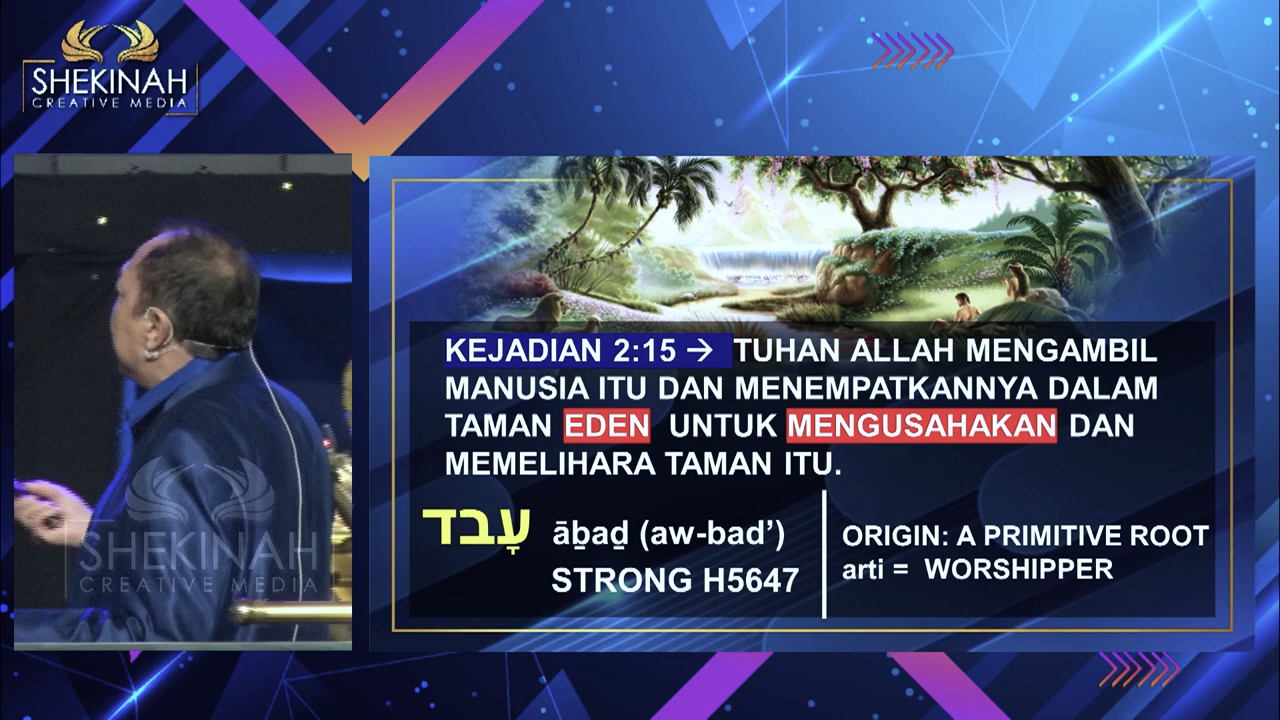 SHEKINAH
CREATIVE MEDIA
KEJADIAN 2:15 → TUHAN ALLAH MENGAMBIL
MANUSIA ITU DAN MENEMPATKANNYA DALAM
TAMAN EDEN UNTUK MENGUSAHAKAN DAN
MEMELIHARA TAMAN ITU.
עָבד āḇaḏ (aw-bad’)
STRONG H5647
ORIGIN: A PRIMITIVE ROOT
arti = WORSHIPPER
SHEKINAH
CREATIVE MEDIA